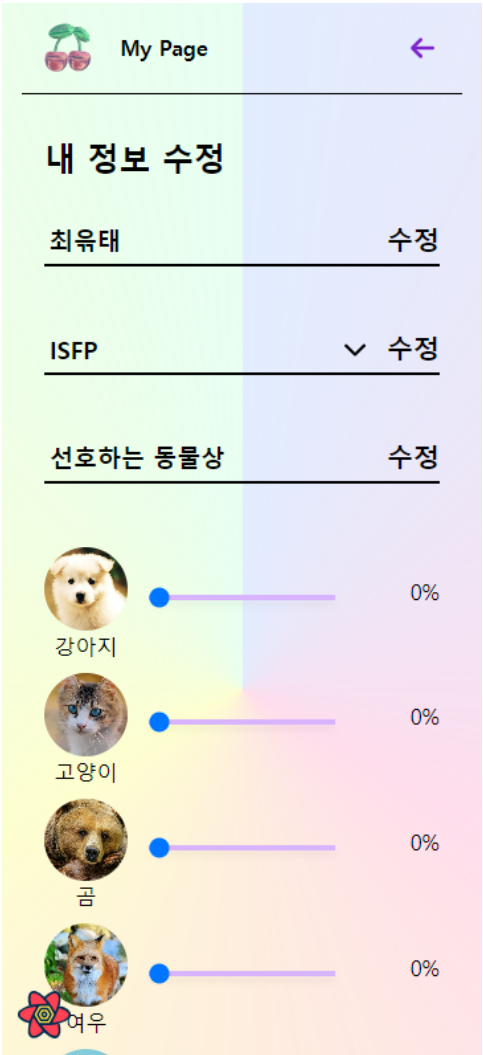 My Page
내 정보 수정
최유태 수정
ISFP 수정
선호하는 동물상 수정
0%
강아지
0%
고양이
0%
곰
0%
여우